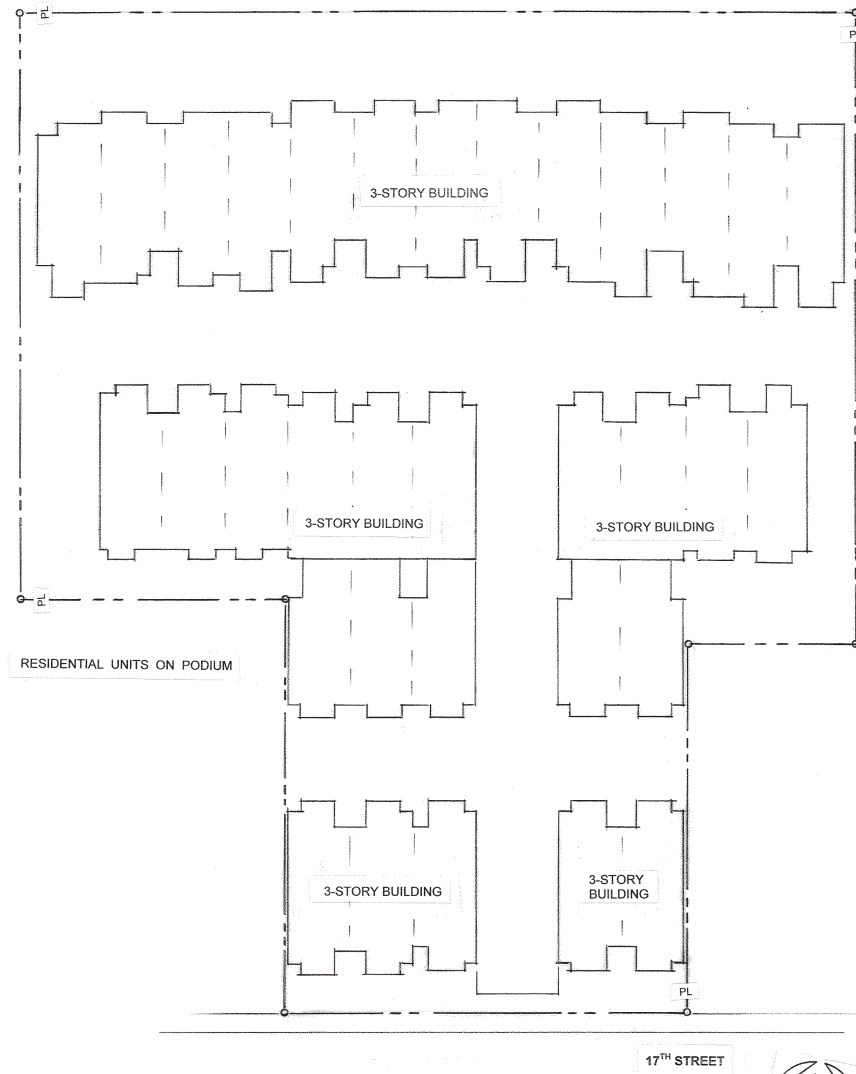 PL
P
3-STORY BUILDING
3-STORY BUILDING
3-STORY BUILDING
PL
RESIDENTIAL UNITS ON PODIUM
3-STORY BUILDING
3-STORY
BUILDING
PL
17TH STREET